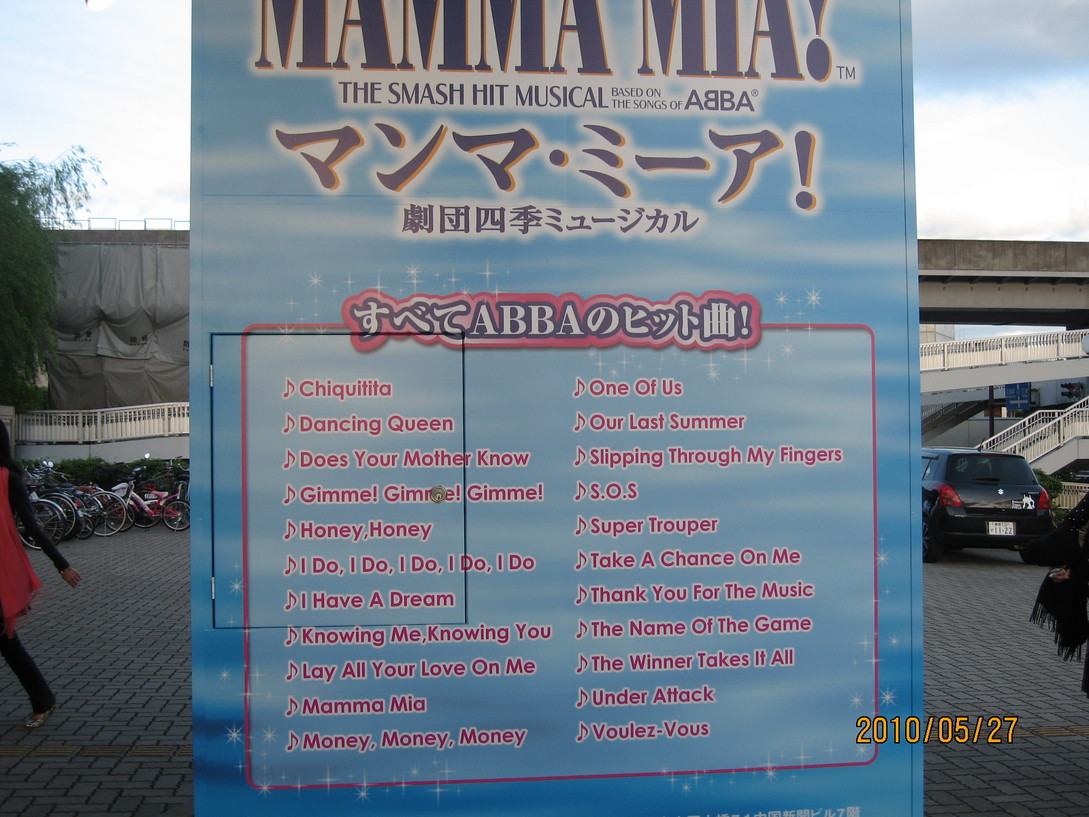 MAMMA MIA!™
THE SMASH HIT MUSICAL BASED ON THE SONGS OF ABBA®
マンマ・ミーア!
劇団四季ミュージカル
すべてABBAのヒット曲!
♪Chiquitita
♪Dancing Queen
♪Does Your Mother Know
♪Gimme! Gimme! Gimme!
♪Honey,Honey
♪I Do, I Do, I Do, I Do, I Do
♪I Have A Dream
♪Knowing Me,Knowing You
♪Lay All Your Love On Me
♪Mamma Mia
♪Money, Money, Money
♪One Of Us
♪Our Last Summer
♪Slipping Through My Fingers
♪S.O.S
♪Super Trouper
♪Take A Chance On Me
♪Thank You For The Music
♪The Name Of The Game
♪The Winner Takes It All
♪Under Attack
♪Voulez-Vous
11-22
2010/05/27